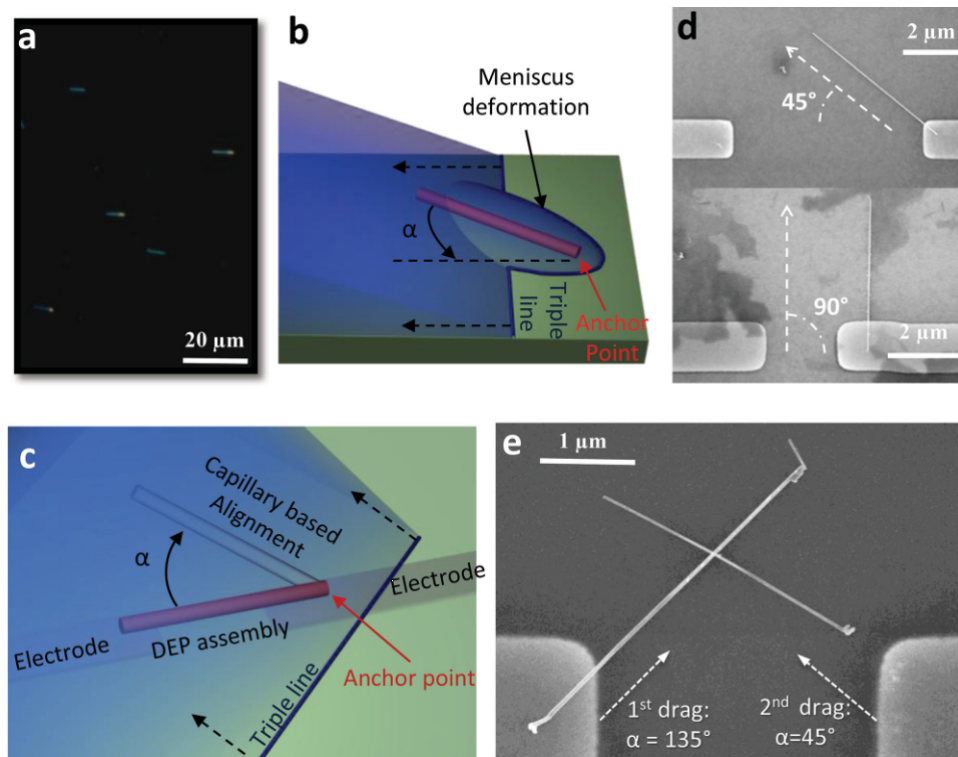 a
20 µm
b
Meniscus
deformation
α
Triple
line
Anchor
Point
c
Capillary based
Alignment
α
Electrode
Electrode
DEP assembly
Anchor point
Triple line
d
2 µm
45°
90°
2 µm
e
1 µm
1st drag:
α = 135°
2nd drag:
α=45°